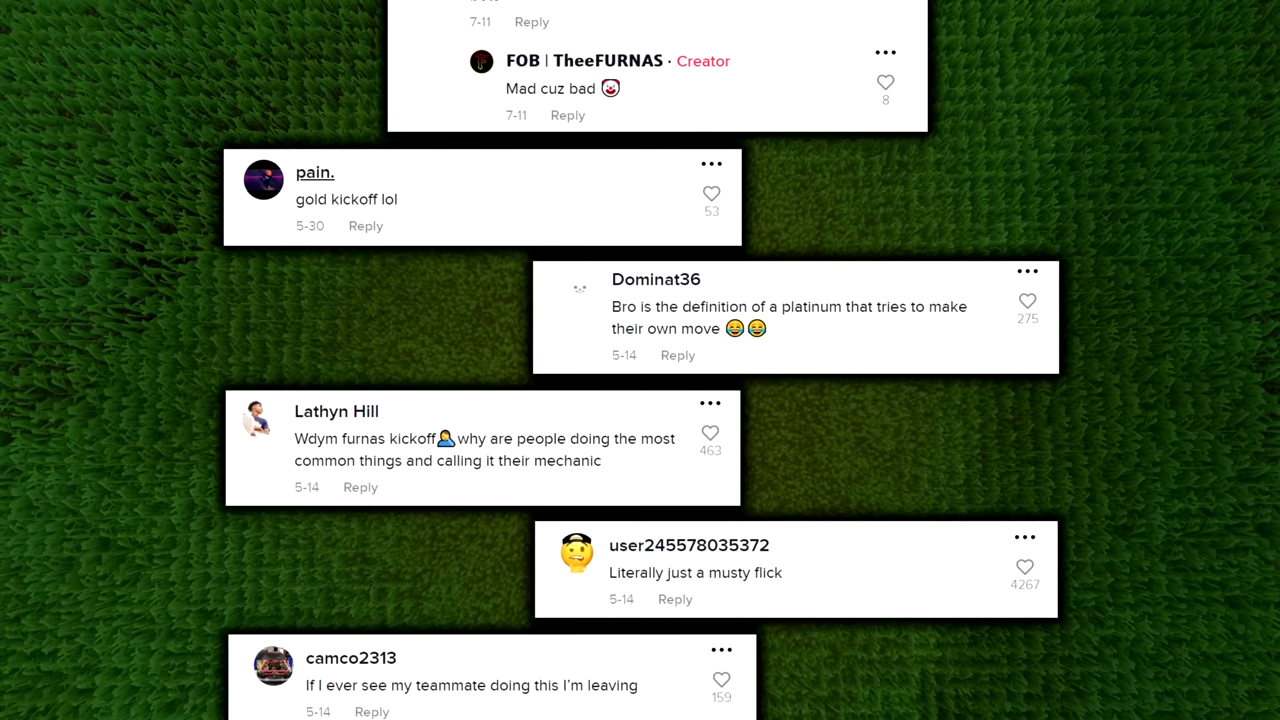 7-11 Reply
FOB | TheeFURNAS · Creator
Mad cuz bad 🤡
7-11 Reply
8
pain.
gold kickoff lol
5-30 Reply
53
Dominat36
Bro is the definition of a platinum that tries to make
their own move 😂😂
5-14 Reply
275
Lathyn Hill
Wdym furnas kickoff🤦‍♀️why are people doing the most
common things and calling it their mechanic
5-14 Reply
463
user245578035372
Literally just a musty flick
5-14 Reply
4267
camco2313
If I ever see my teammate doing this I’m leaving
5-14 Reply
159